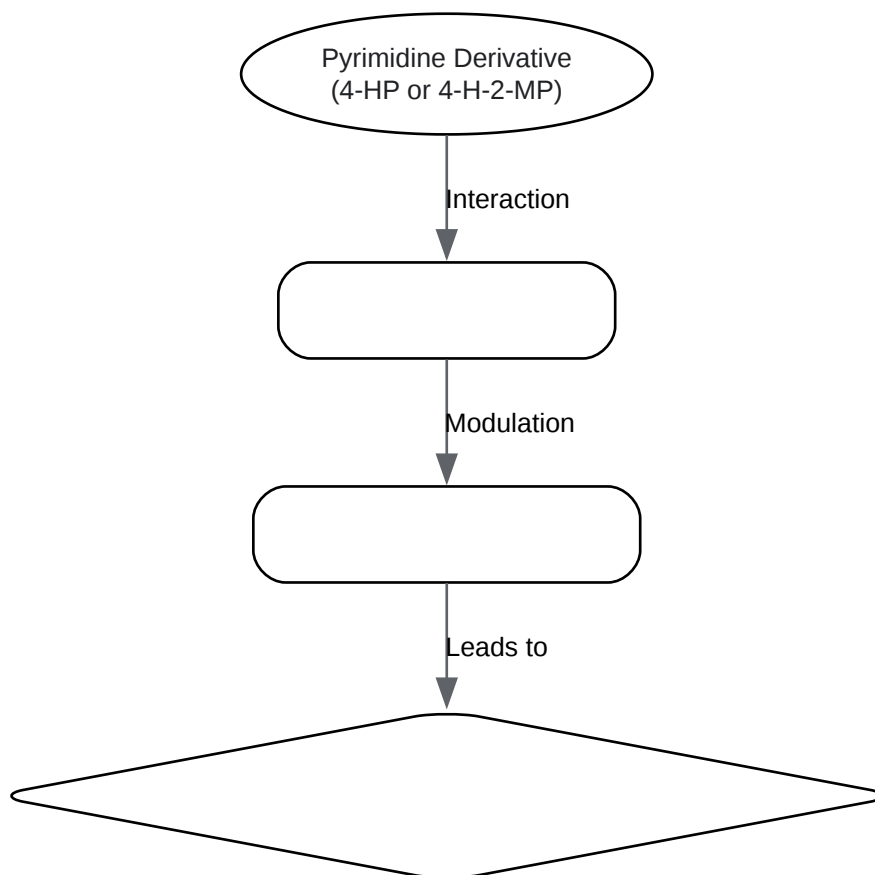 Pyrimidine Derivative
(4-HP or 4-H-2-MP)
Interaction
Modulation
Leads to